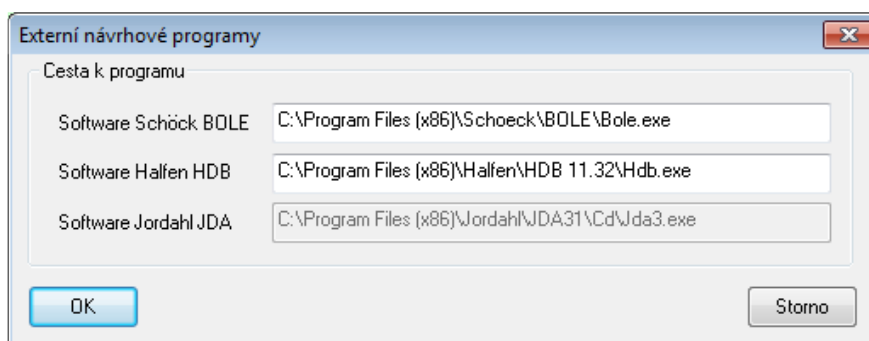 Externí návrhové programy
Cesta k programu
Software Schöck BOLE C:\Program Files (x86)\Schoeck\BOLE\Bole.exe
Software Halfen HDB C:\Program Files (x86)\Halfen\HDB 11.32\Hdb.exe
Software Jordahl JDA C:\Program Files (x86)\Jordahl\JDA31\Cd\Jda3.exe
OK Storno